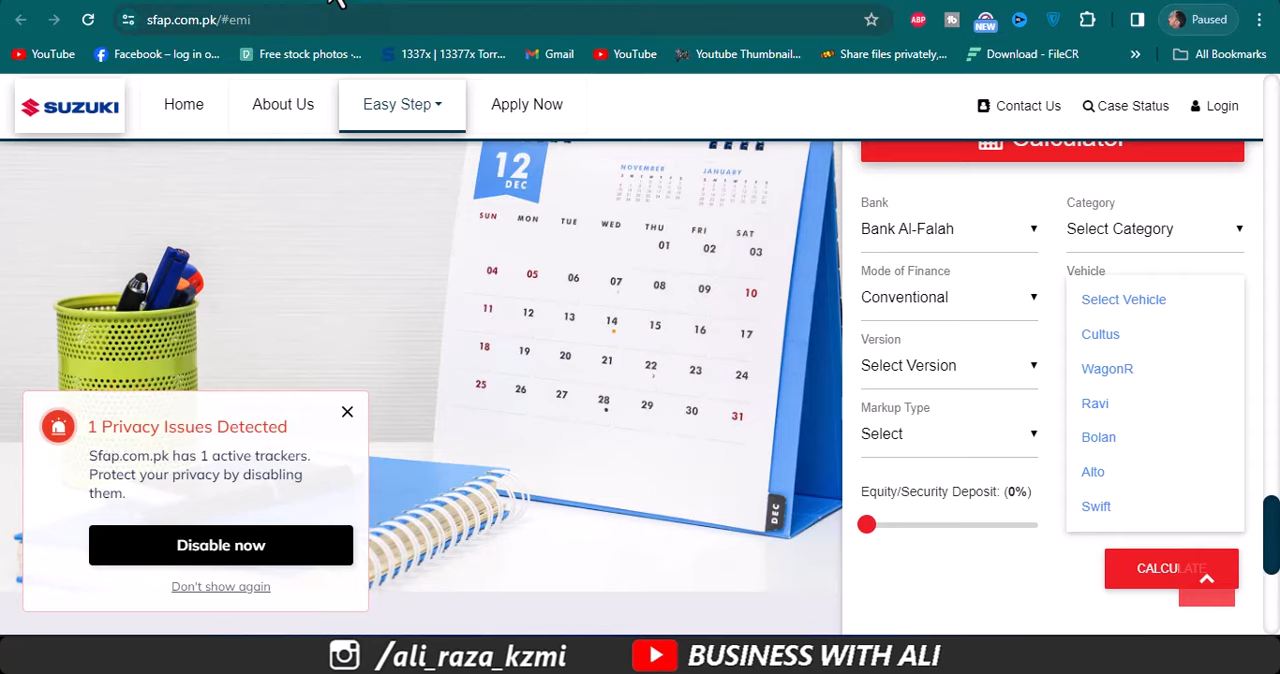 sfap.com.pk/#emi
ABP
NEW
Paused
YouTube
Facebook – log in o...
Free stock photos ·...
1337x | 13377x Torr...
Gmail
YouTube
Youtube Thumbnail...
Share files privately,...
Download - FileCR
»
All Bookmarks
SUZUKI
Home
About Us
Easy Step
Apply Now
Contact Us
Case Status
Login
12
DEC
NOVEMBER
JANUARY
SUN MON TUE WED THU FRI SAT
01 02 03
04 05 06 07 08 09 10
11 12 13 14 15 16 17
18 19 20 21 22 23 24
25 26 27 28 29 30 31
DEC
Calculator
Bank
Bank Al-Falah
Category
Select Category
Mode of Finance
Conventional
Vehicle
Select Vehicle
Cultus
WagonR
Ravi
Bolan
Alto
Swift
Version
Select Version
Markup Type
Select
Equity/Security Deposit: (0%)
CALCULATE
1 Privacy Issues Detected
Sfap.com.pk has 1 active trackers.
Protect your privacy by disabling
them.
Disable now
Don't show again
/ali_raza_kzmi
BUSINESS WITH ALI